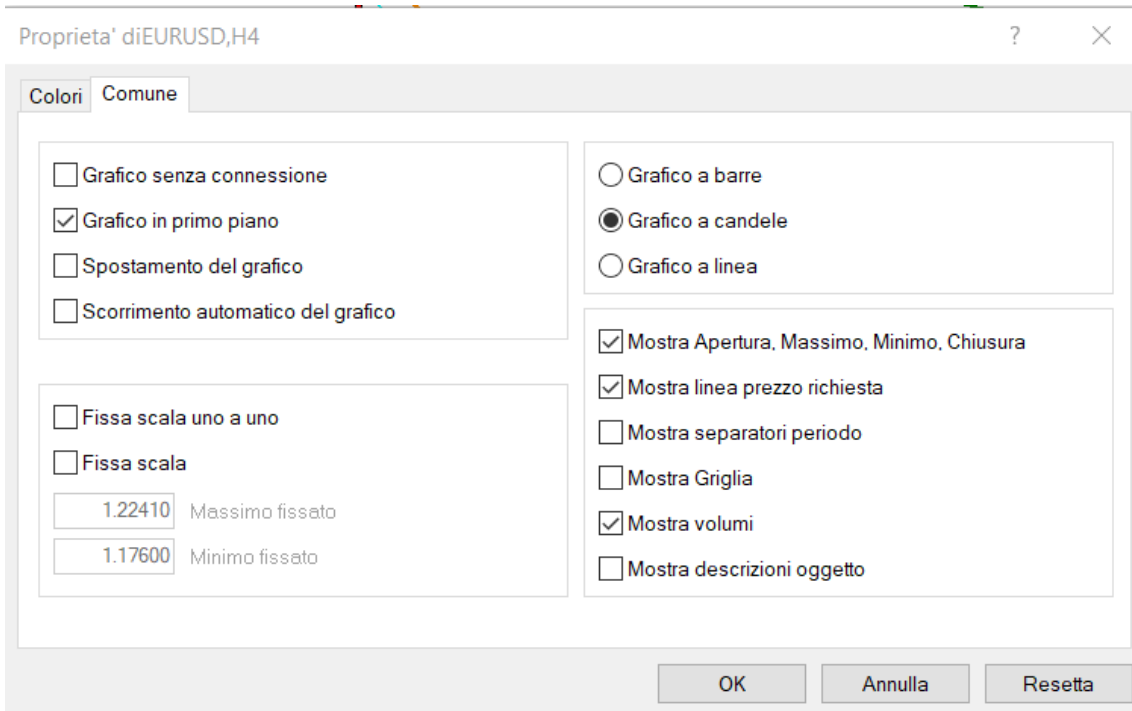 Proprieta' diEURUSD,H4
?
Colori
Comune
Grafico senza connessione
Grafico in primo piano
Spostamento del grafico
Scorrimento automatico del grafico
Fissa scala uno a uno
Fissa scala
1.22410 Massimo fissato
1.17600 Minimo fissato
Grafico a barre
Grafico a candele
Grafico a linea
Mostra Apertura, Massimo, Minimo, Chiusura
Mostra linea prezzo richiesta
Mostra separatori periodo
Mostra Griglia
Mostra volumi
Mostra descrizioni oggetto
OK
Annulla
Resetta